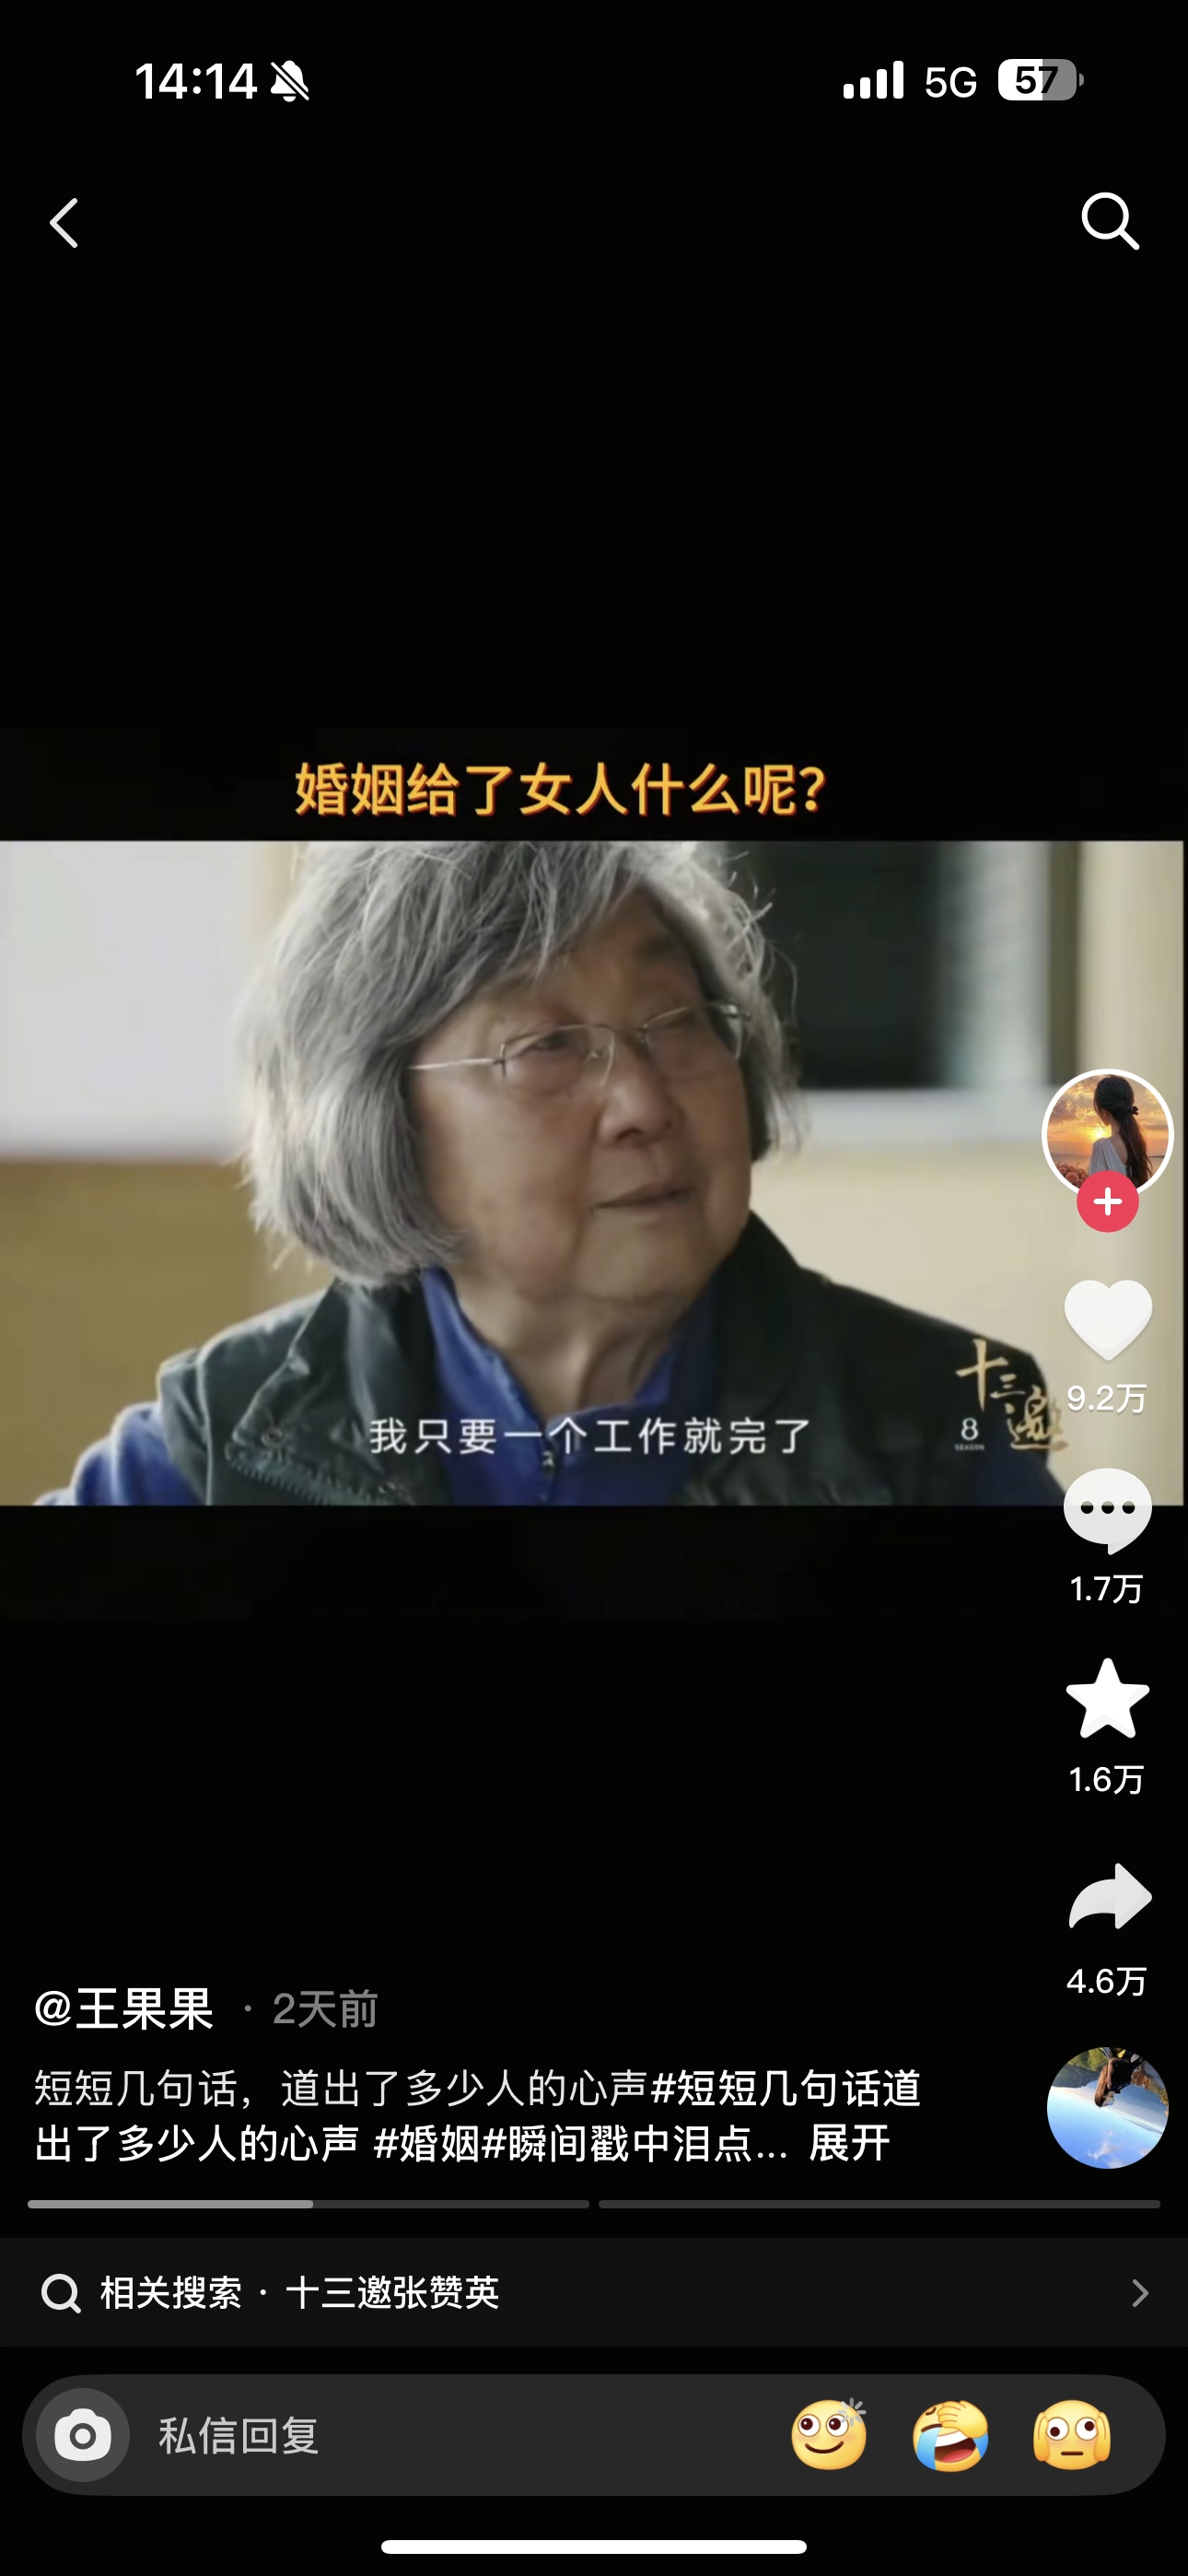 14:14
5G
57
婚姻给了女人什么呢?
十三邀
8
SEASON
我只要一个工作就完了
9.2万
1.7万
1.6万
4.6万
@王果果 · 2天前
短短几句话，道出了多少人的心声#短短几句话道
出了多少人的心声 #婚姻#瞬间戳中泪点... 展开
相关搜索 · 十三邀张赞英
私信回复